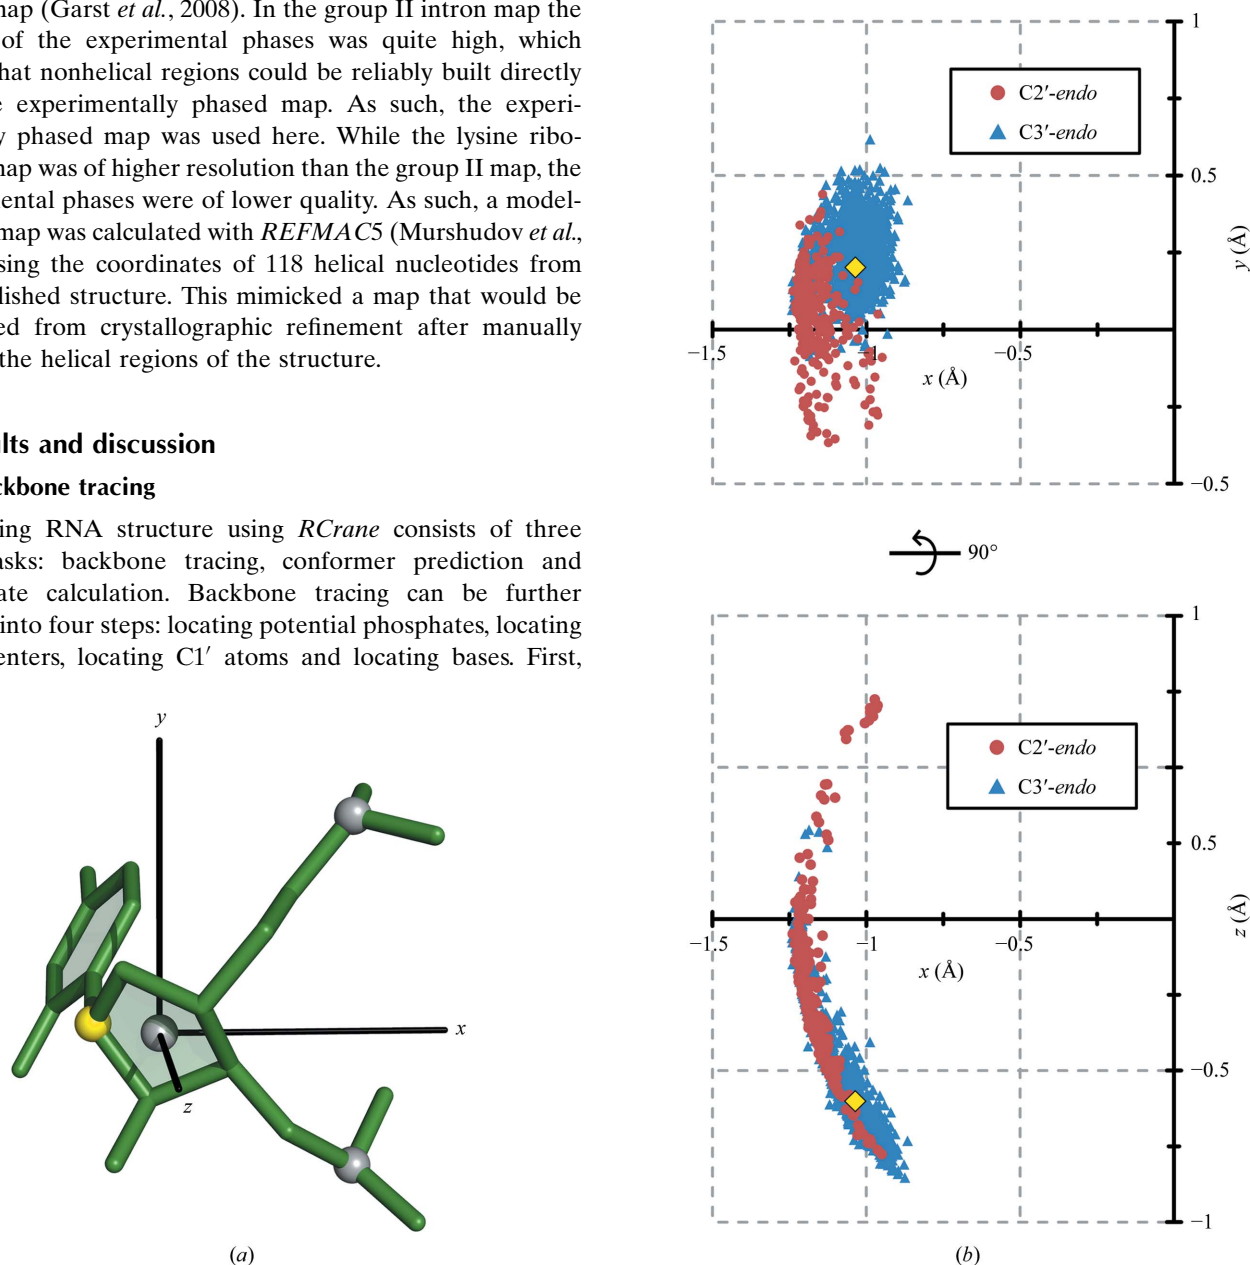 map (Garst et al., 2008). In the group II intron map the
of the experimental phases was quite high, which
that nonhelical regions could be reliably built directly
experimentally phased map. As such, the experi-
phased map was used here. While the lysine ribo-
map was of higher resolution than the group II map, the
ental phases were of lower quality. As such, a model-
map was calculated with REFMAC5 (Murshudov et al.,
sing the coordinates of 118 helical nucleotides from
lished structure. This mimicked a map that would be
ed from crystallographic refinement after manually
the helical regions of the structure.
lts and discussion
ckbone tracing
ing RNA structure using RCrane consists of three
asks: backbone tracing, conformer prediction and
ate calculation. Backbone tracing can be further
into four steps: locating potential phosphates, locating
enters, locating C1′ atoms and locating bases. First,
y
x
z
(a)
1
C2′-endo
C3′-endo
0.5
y (Å)
−1.5
−1
−0.5
x (Å)
−0.5
90°
1
C2′-endo
C3′-endo
0.5
z (Å)
−1.5
−1
−0.5
x (Å)
−0.5
−1
(b)